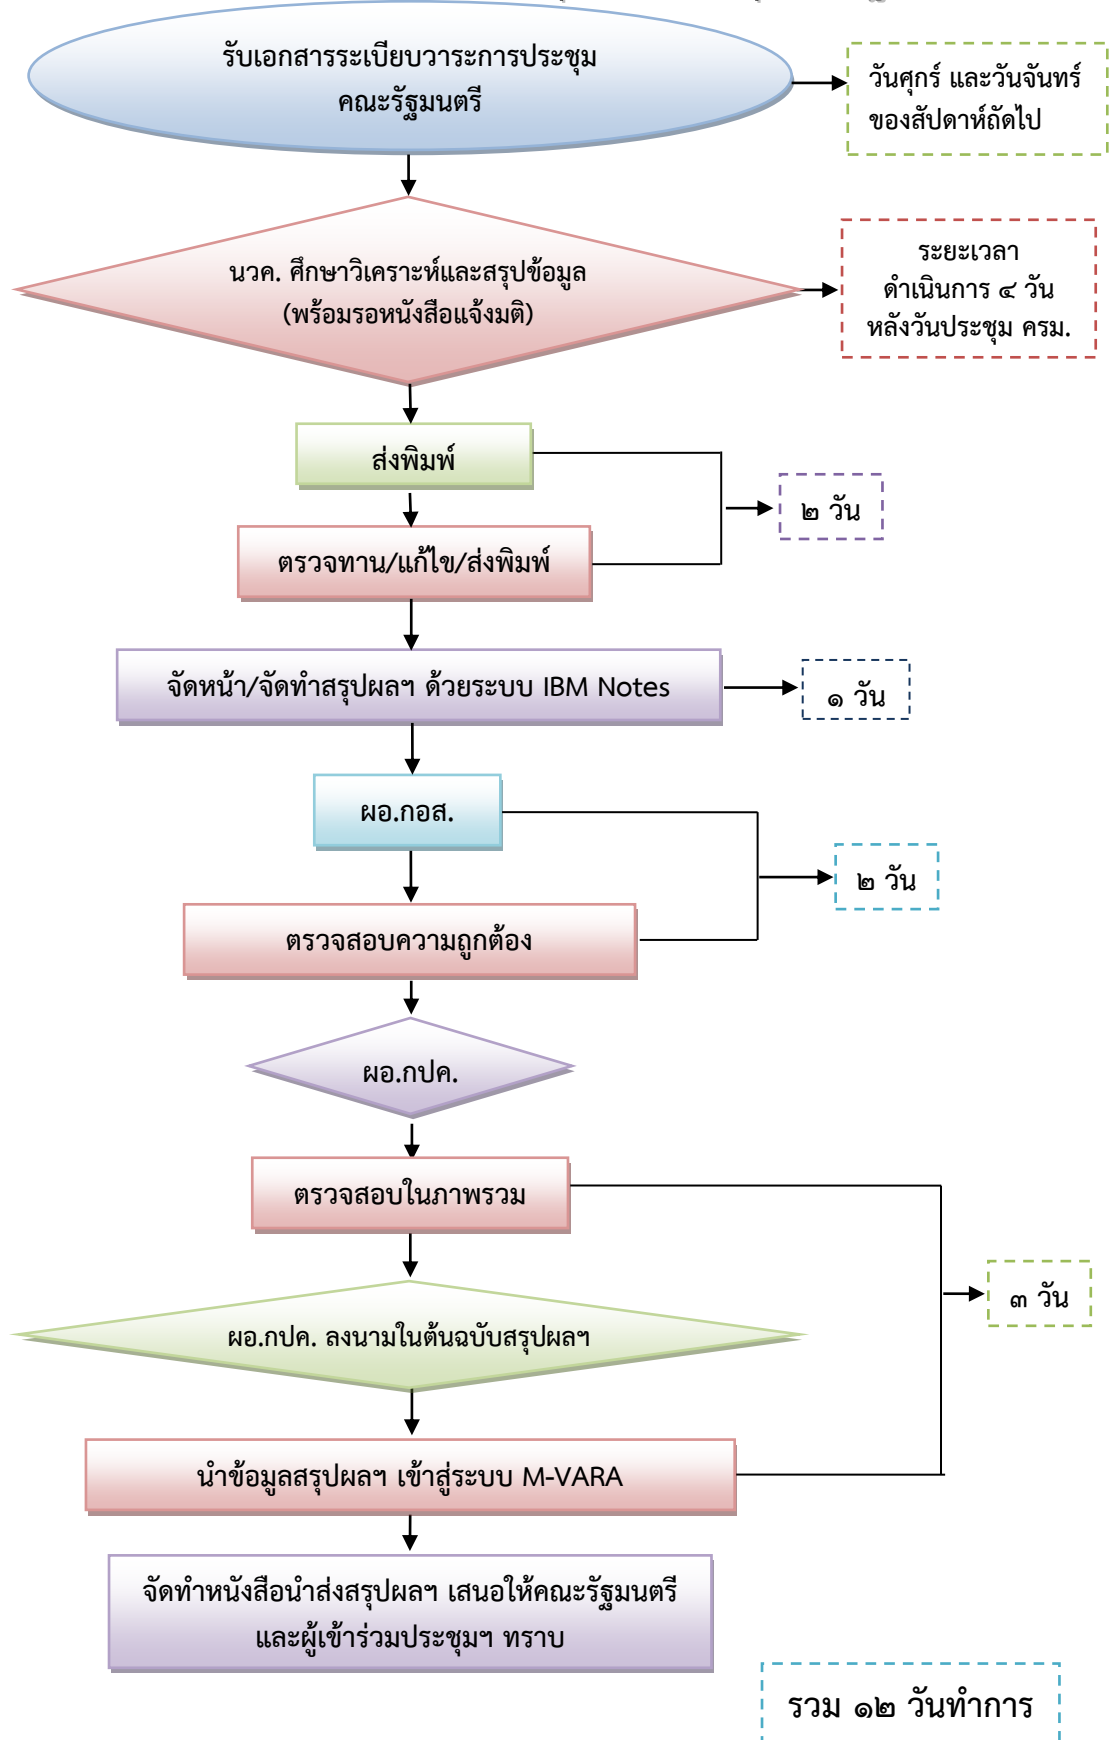 รับเอกสารระเบียบวาระการประชุม
คณะรัฐมนตรี
วันศุกร์ และวันจันทร์
ของสัปดาห์ถัดไป
นวค. ศึกษาวิเคราะห์และสรุปข้อมูล
(พร้อมรอหนังสือแจ้งมติ)
ระยะเวลา
ดำเนินการ ๔ วัน
หลังวันประชุม ครม.
ส่งพิมพ์
๒ วัน
ตรวจทาน/แก้ไข/ส่งพิมพ์
จัดหน้า/จัดทำสรุปผลฯ ด้วยระบบ IBM Notes
๑ วัน
ผอ.กอส.
๒ วัน
ตรวจสอบความถูกต้อง
ผอ.กปค.
ตรวจสอบในภาพรวม
๓ วัน
ผอ.กปค. ลงนามในต้นฉบับสรุปผลฯ
นำข้อมูลสรุปผลฯ เข้าสู่ระบบ M-VARA
จัดทำหนังสือนำส่งสรุปผลฯ เสนอให้คณะรัฐมนตรี
และผู้เข้าร่วมประชุมฯ ทราบ
รวม ๑๒ วันทำการ